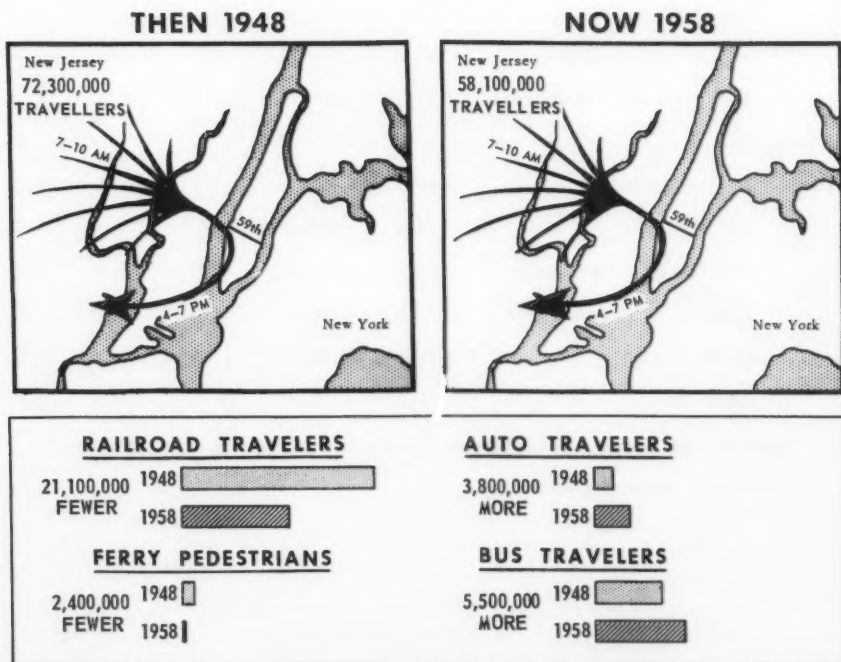 THEN 1948
New Jersey
72,300,000
TRAVELLERS
7–10 AM
59th
4–7 PM
New York
NOW 1958
New Jersey
58,100,000
TRAVELLERS
7–10 AM
59th
4–7 PM
New York
RAILROAD TRAVELERS
21,100,000
FEWER
1948
1958
AUTO TRAVELERS
3,800,000
MORE
1948
1958
FERRY PEDESTRIANS
2,400,000
FEWER
1948
1958
BUS TRAVELERS
5,500,000
MORE
1948
1958